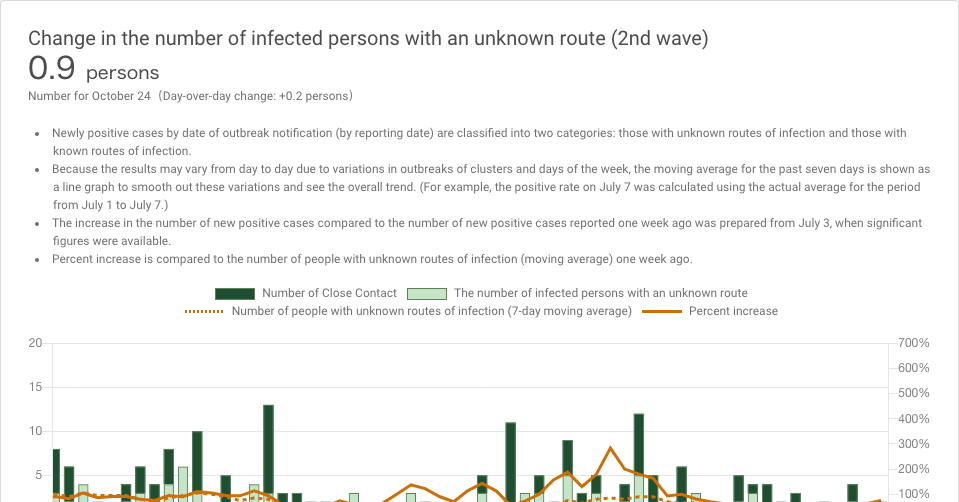 Change in the number of infected persons with an unknown route (2nd wave)
0.9 persons
Number for October 24（Day-over-day change: +0.2 persons）
• Newly positive cases by date of outbreak notification (by reporting date) are classified into two categories: those with unknown routes of infection and those with
known routes of infection.
• Because the results may vary from day to day due to variations in outbreaks of clusters and days of the week, the moving average for the past seven days is shown as
a line graph to smooth out these variations and see the overall trend. (For example, the positive rate on July 7 was calculated using the actual average for the period
from July 1 to July 7.)
• The increase in the number of new positive cases compared to the number of new positive cases reported one week ago was prepared from July 3, when significant
figures were available.
• Percent increase is compared to the number of people with unknown routes of infection (moving average) one week ago.
Number of Close Contact The number of infected persons with an unknown route
Number of people with unknown routes of infection (7-day moving average) Percent increase
20 700%
600%
15 500%
400%
10 300%
200%
5 100%